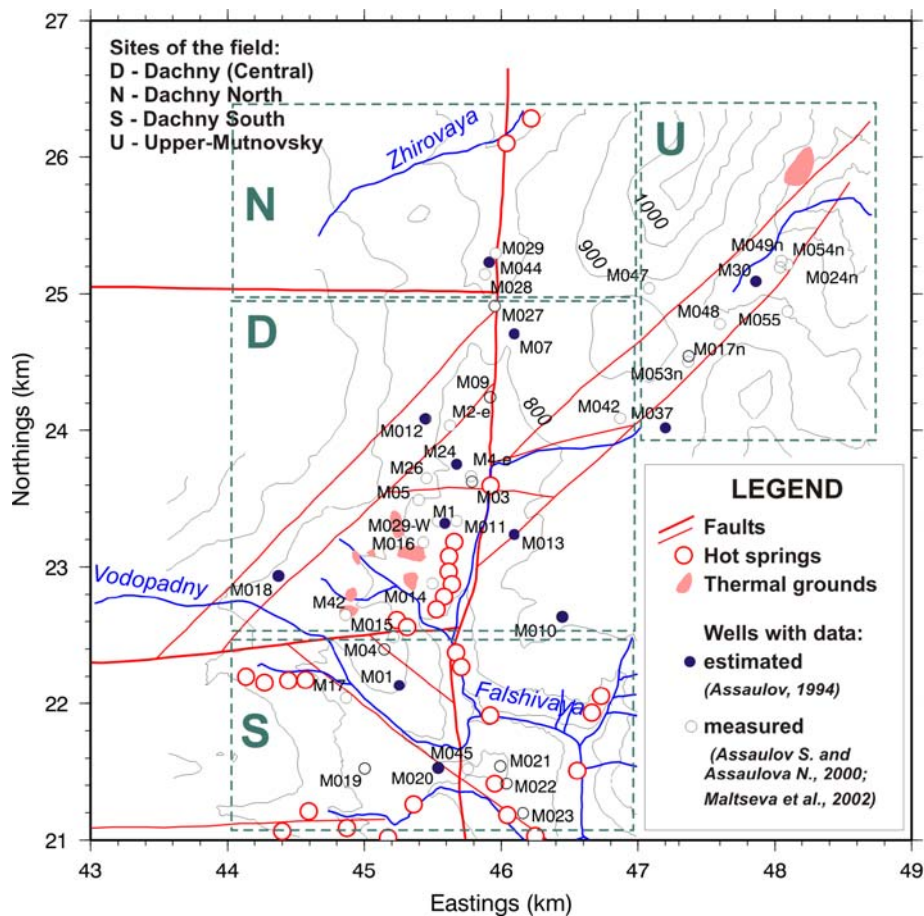 27
26
25
24
23
22
21
Northings (km)
43
44
45
46
47
48
49
Eastings (km)
Sites of the field:
D - Dachny (Central)
N - Dachny North
S - Dachny South
U - Upper-Mutnovsky
Zhirovaya
N
U
D
S
1000
900
800
M029
M044
M028
M027
M07
M047
M049n
M054n
M30
M024n
M048
M055
M017n
M053n
M042
M037
M09
M2-e
M012
M24
M4-e
M26
M05
M03
M1
M029-W
M011
M016
M013
Vodopadny
M018
M014
M42
M015
M010
M04
M01
M17
Falshivaya
M045
M021
M019
M020
M022
M023
LEGEND
Faults
Hot springs
Thermal grounds
Wells with data:
estimated
(Assaulov, 1994)
measured
(Assaulov S. and
Assaulova N., 2000;
Maltseva et al., 2002)